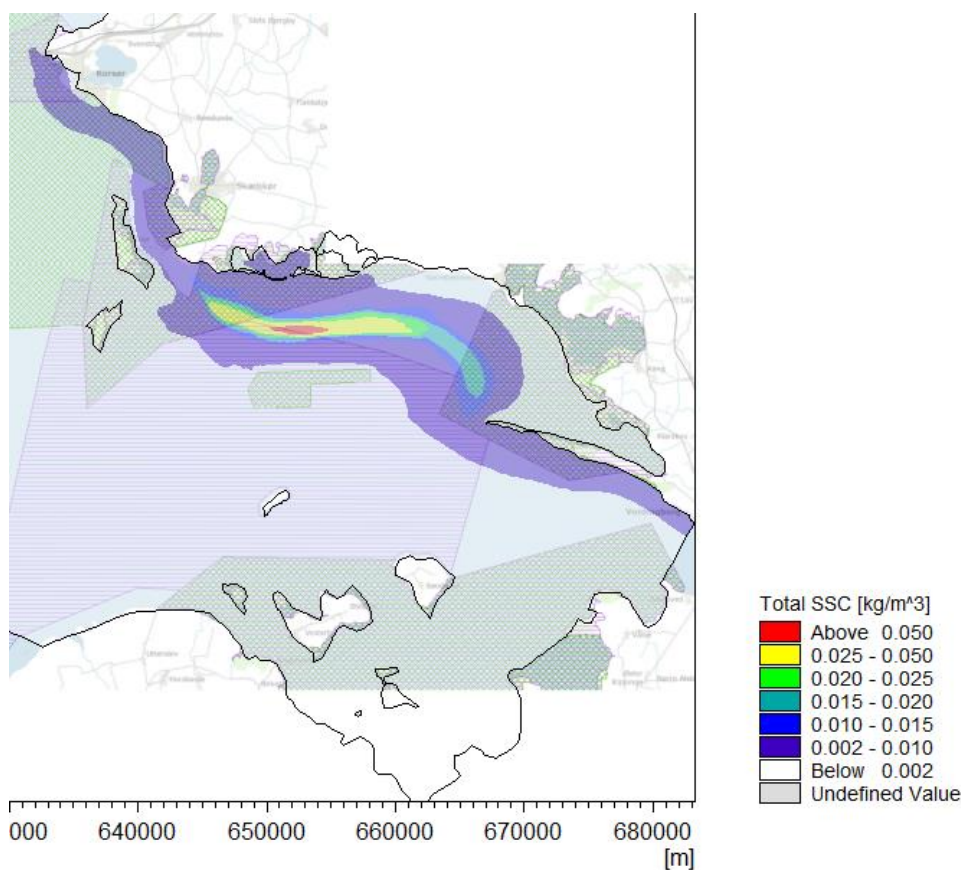 Korsør
Skælskør
Total SSC [kg/m^3]
Above 0.050
0.025 - 0.050
0.020 - 0.025
0.015 - 0.020
0.010 - 0.015
0.002 - 0.010
Below 0.002
Undefined Value
000 640000 650000 660000 670000 680000
[m]